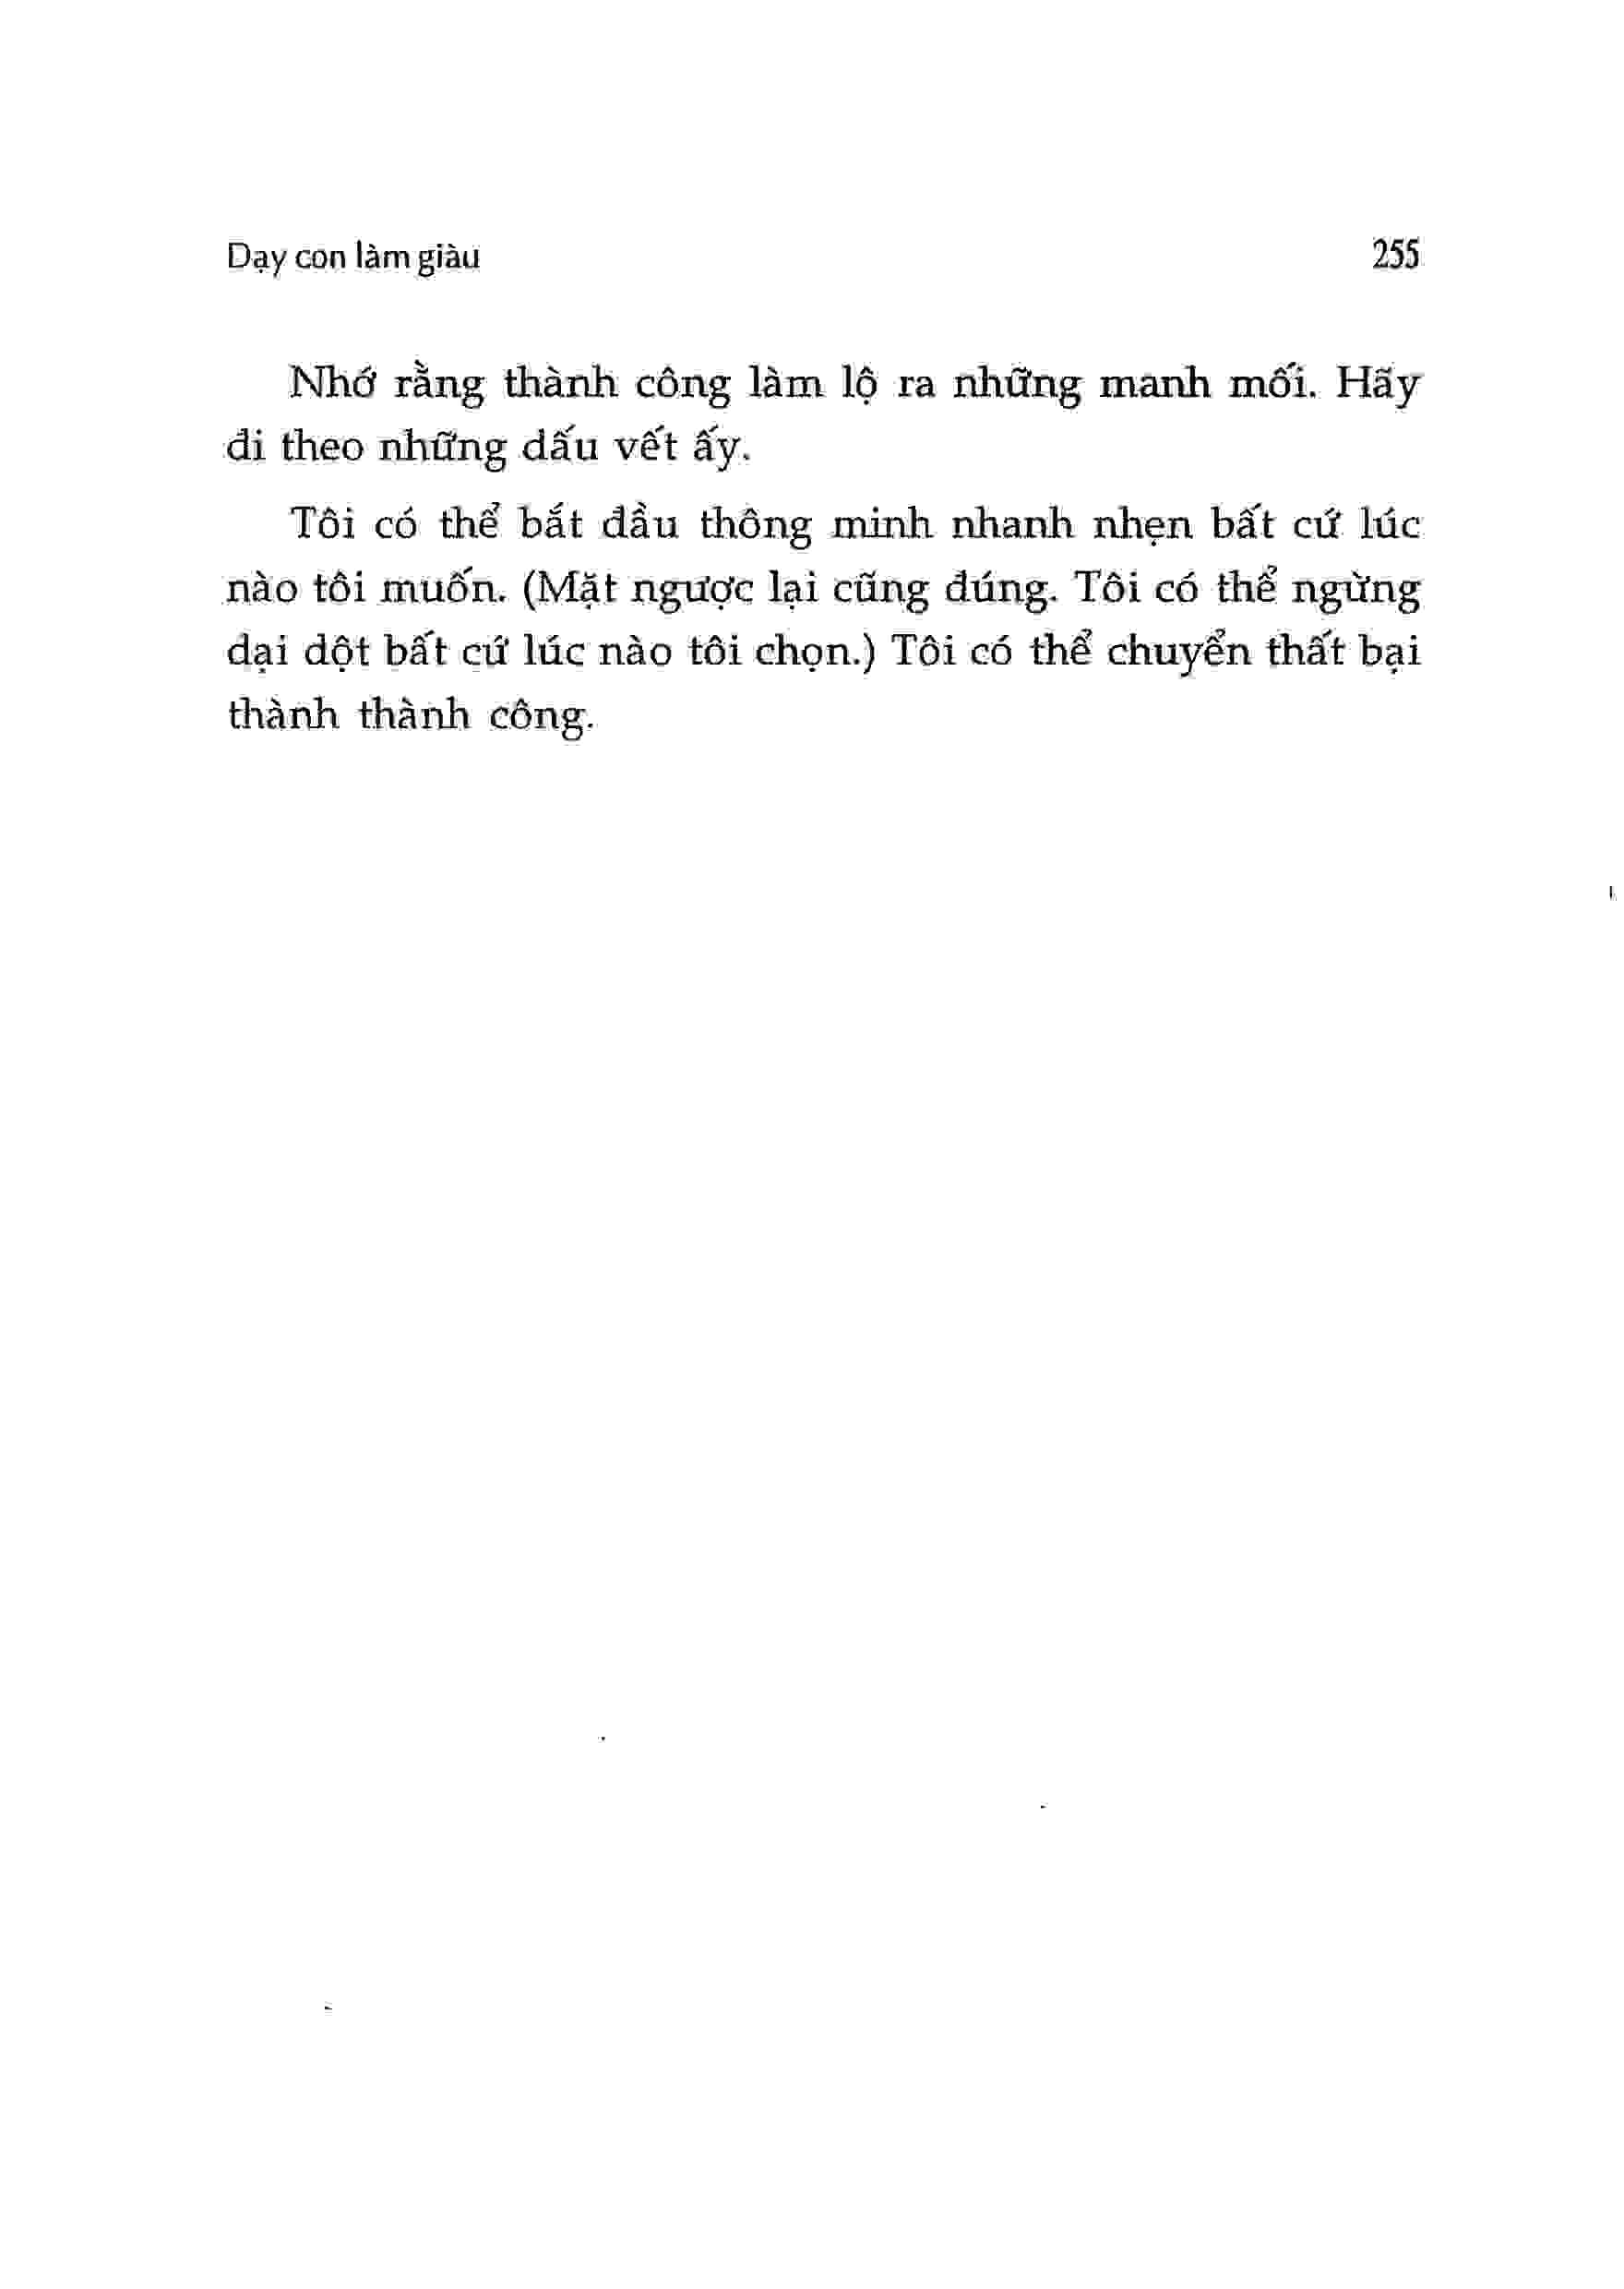 Dạy con làm giàu 255
Nhớ rằng thành công làm lộ ra những manh mối. Hãy
đi theo những dấu vết ấy.
Tôi có thể bắt đầu thông minh nhanh nhẹn bất cứ lúc
nào tôi muốn. (Mặt ngược lại cũng đúng. Tôi có thể ngừng
dại dột bất cứ lúc nào tôi chọn.) Tôi có thể chuyển thất bại
thành thành công.